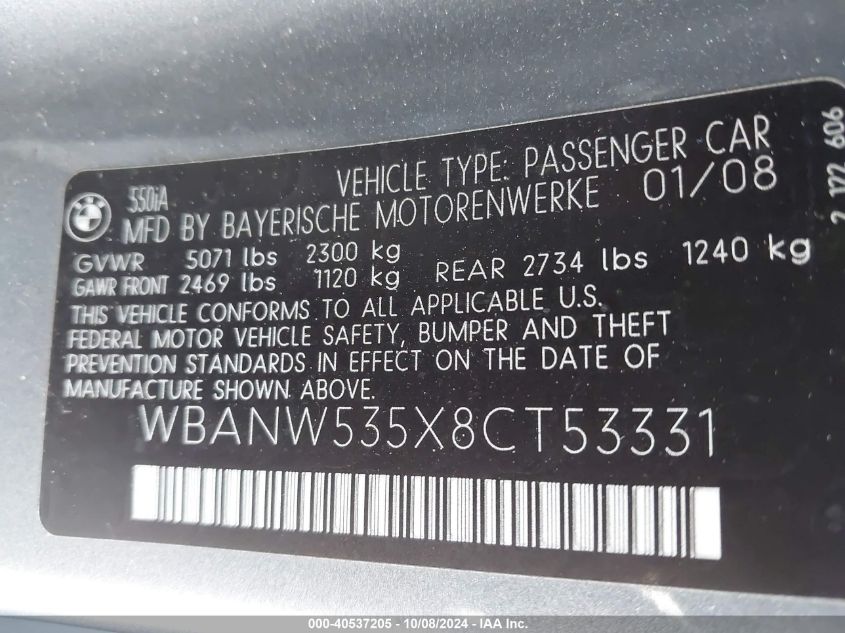 550iA
VEHICLE TYPE: PASSENGER CAR
MFD BY BAYERISCHE MOTORENWERKE 01/08
GVWR 5071 lbs 2300 kg
GAWR FRONT 2469 lbs 1120 kg REAR 2734 lbs 1240 kg
THIS VEHICLE CONFORMS TO ALL APPLICABLE U.S.
FEDERAL MOTOR VEHICLE SAFETY, BUMPER AND THEFT
PREVENTION STANDARDS IN EFFECT ON THE DATE OF
MANUFACTURE SHOWN ABOVE.
WBANW535X8CT53331
122 606
000-40537205 - 10/08/2024 - IAA Inc.